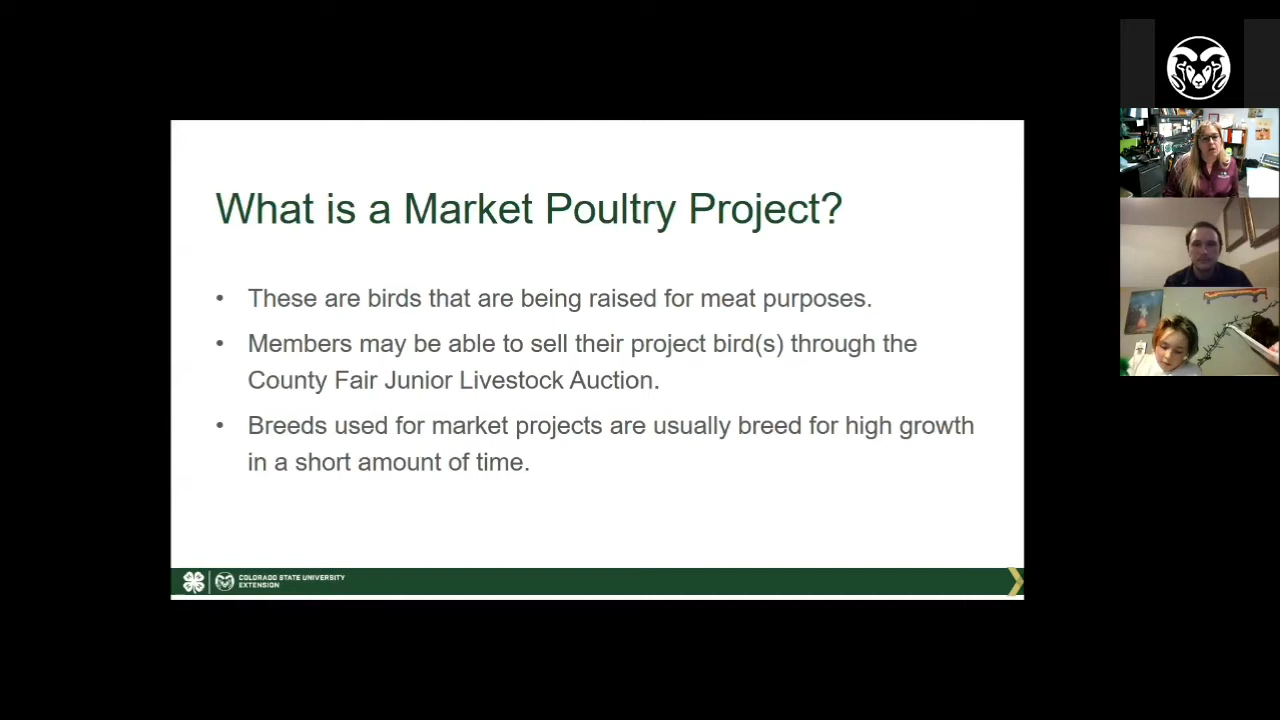 What is a Market Poultry Project?
• These are birds that are being raised for meat purposes.
• Members may be able to sell their project bird(s) through the
County Fair Junior Livestock Auction.
• Breeds used for market projects are usually breed for high growth
in a short amount of time.
COLORADO STATE UNIVERSITY
EXTENSION